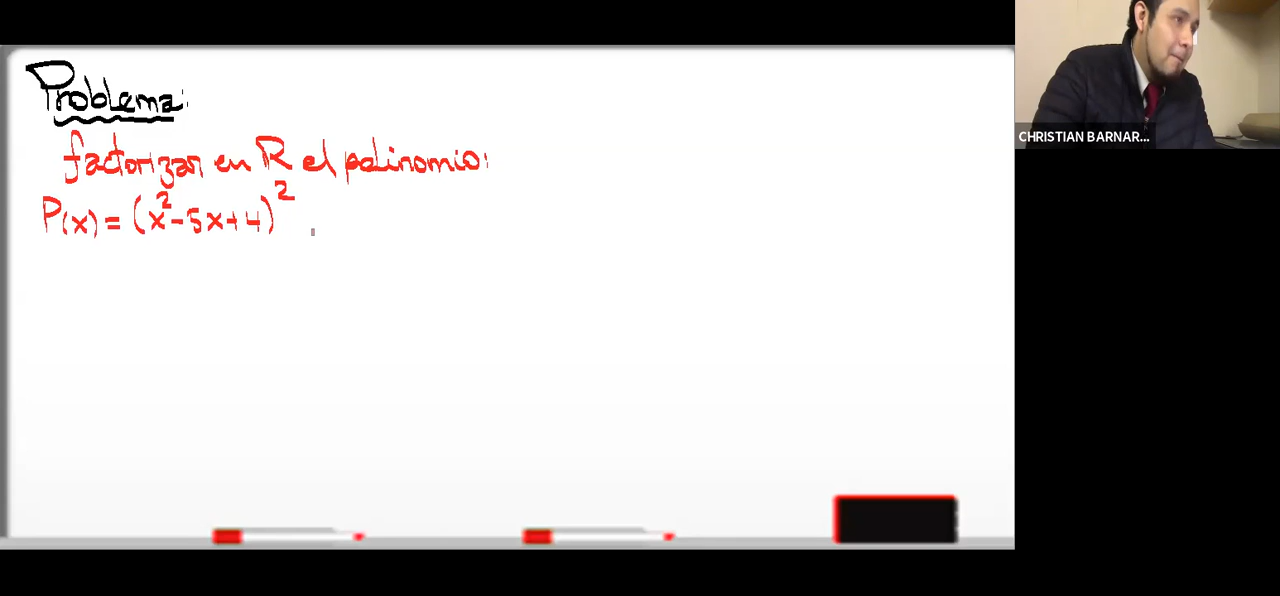 Problema:
factorizar en R el polinomio:
P(x) = (x²-5x+4)²
CHRISTIAN BARNAR...